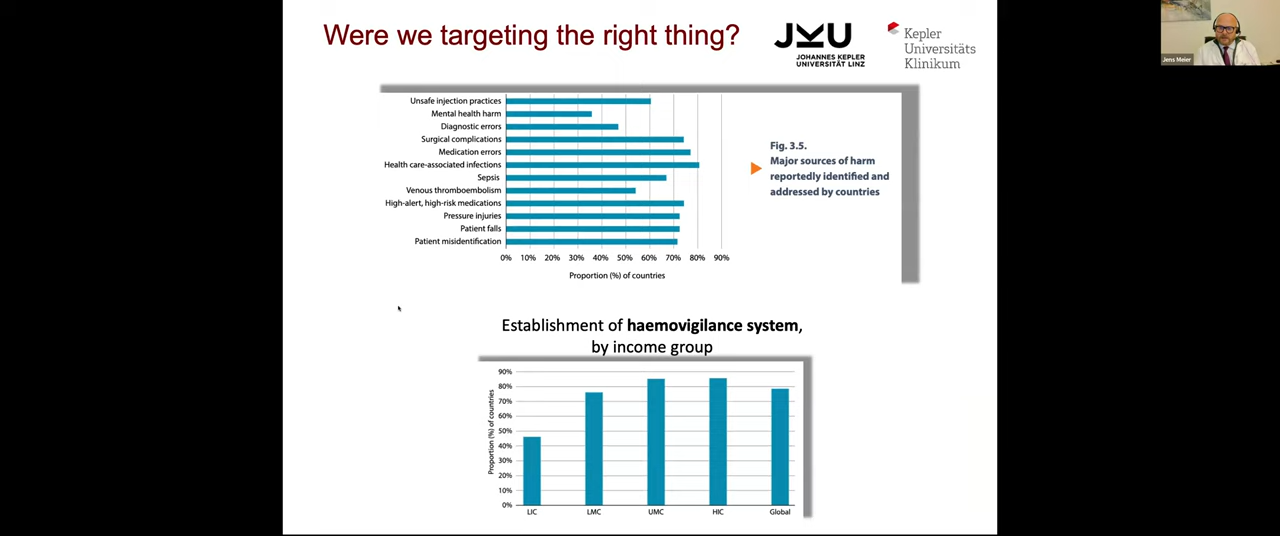 Were we targeting the right thing?
JKU
JOHANNES KEPLER
UNIVERSITÄT LINZ
Kepler
Universitäts
Klinikum
Jens Meier
Unsafe injection practices
Mental health harm
Diagnostic errors
Surgical complications
Medication errors
Health care-associated infections
Sepsis
Venous thromboembolism
High-alert, high-risk medications
Pressure injuries
Patient falls
Patient misidentification
0% 10% 20% 30% 40% 50% 60% 70% 80% 90%
Proportion (%) of countries
Fig. 3.5.
Major sources of harm
reportedly identified and
addressed by countries
Establishment of haemovigilance system,
by income group
Proportion (%) of countries
90%
80%
70%
60%
50%
40%
30%
20%
10%
0%
LIC LMC UMC HIC Global